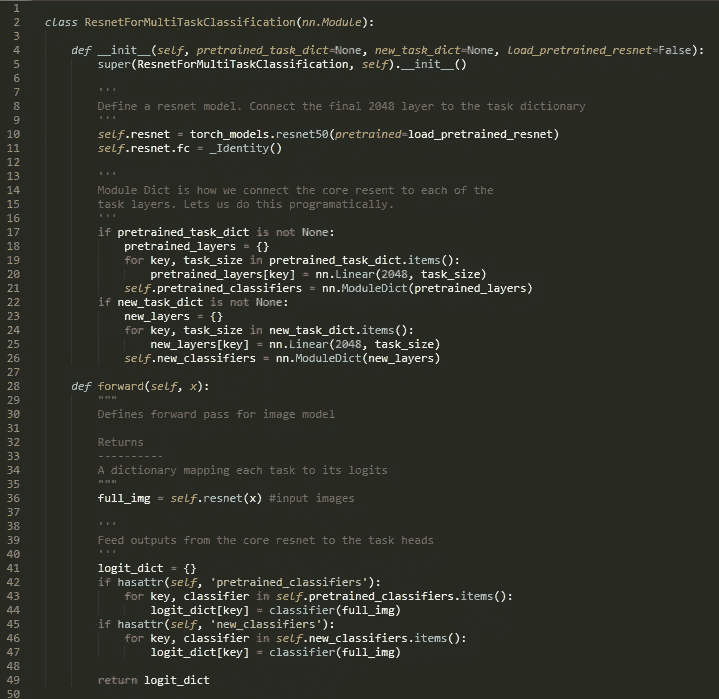 1
2 class ResnetForMultiTaskClassification(nn.Module):
3
4     def __init__(self, pretrained_task_dict=None, new_task_dict=None, load_pretrained_resnet=False):
5         super(ResnetForMultiTaskClassification, self).__init__()
6
7         '''
8         Define a resnet model. Connect the final 2048 layer to the task dictionary
9         '''
10         self.resnet = torch_models.resnet50(pretrained=load_pretrained_resnet)
11         self.resnet.fc = _Identity()
12
13         '''
14         Module Dict is how we connect the core resent to each of the
15         task layers. Lets us do this programatically.
16         '''
17         if pretrained_task_dict is not None:
18             pretrained_layers = {}
19             for key, task_size in pretrained_task_dict.items():
20                 pretrained_layers[key] = nn.Linear(2048, task_size)
21             self.pretrained_classifiers = nn.ModuleDict(pretrained_layers)
22         if new_task_dict is not None:
23             new_layers = {}
24             for key, task_size in new_task_dict.items():
25                 new_layers[key] = nn.Linear(2048, task_size)
26             self.new_classifiers = nn.ModuleDict(new_layers)
27
28     def forward(self, x):
29         """
30         Defines forward pass for image model
31
32         Returns
33         ----------
34         A dictionary mapping each task to its logits
35         """
36         full_img = self.resnet(x) #input images
37
38         '''
39         Feed outputs from the core resnet to the task heads
40         '''
41         logit_dict = {}
42         if hasattr(self, 'pretrained_classifiers'):
43             for key, classifier in self.pretrained_classifiers.items():
44                 logit_dict[key] = classifier(full_img)
45         if hasattr(self, 'new_classifiers'):
46             for key, classifier in self.new_classifiers.items():
47                 logit_dict[key] = classifier(full_img)
48
49         return logit_dict
50